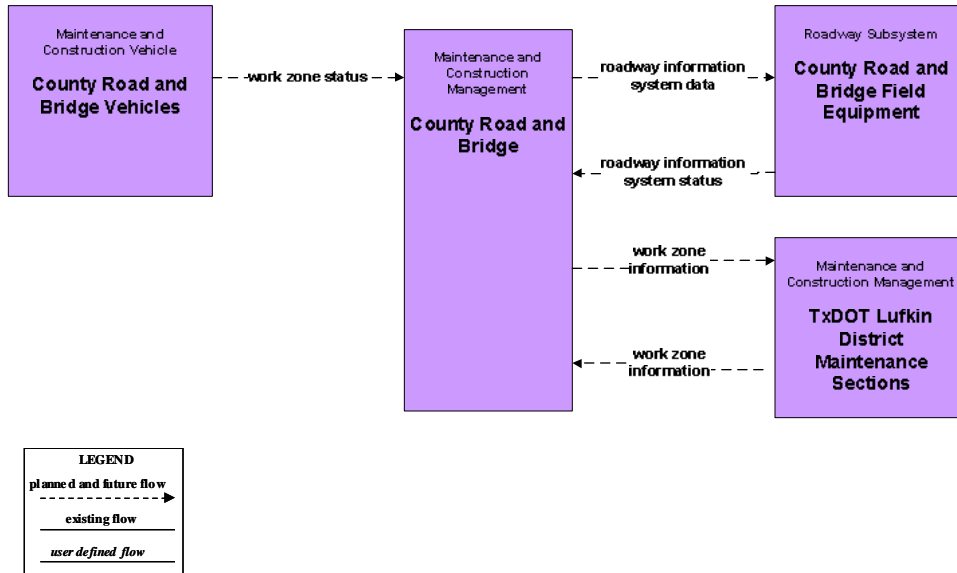 Maintenance and
Construction Vehicle
County Road and
Bridge Vehicles
work zone status
Maintenance and
Construction
Management
County Road and
Bridge
roadway information
system data
roadway information
system status
work zone
information
work zone
information
Roadway Subsystem
County Road and
Bridge Field
Equipment
Maintenance and
Construction Management
TxDOT Lufkin
District
Maintenance
Sections
LEGEND
planned and future flow
existing flow
user defined flow